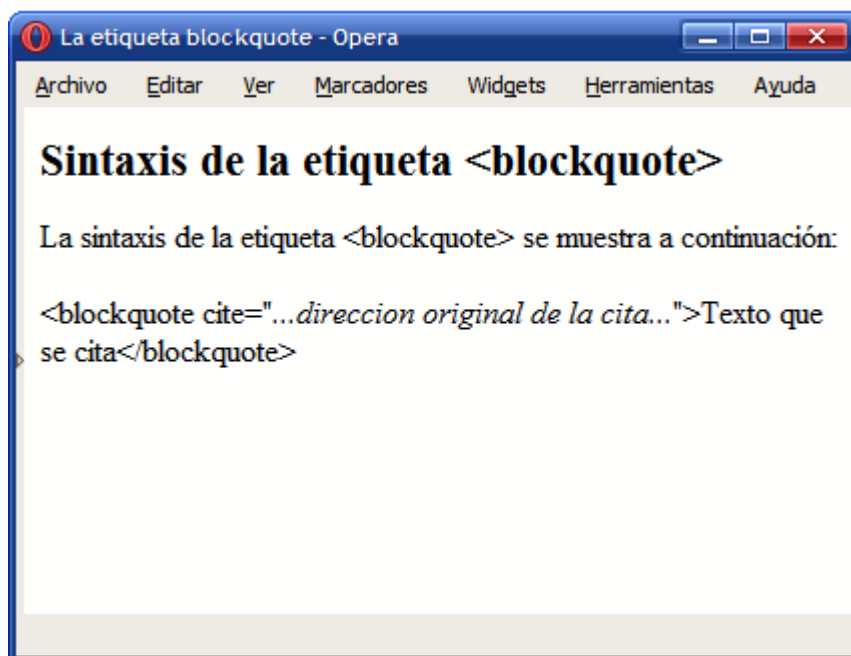 La etiqueta blockquote - Opera
Archivo Editar Ver Marcadores Widgets Herramientas Ayuda
Sintaxis de la etiqueta <blockquote>
La sintaxis de la etiqueta <blockquote> se muestra a continuación:
<blockquote cite="...direccion original de la cita...">Texto que
se cita</blockquote>